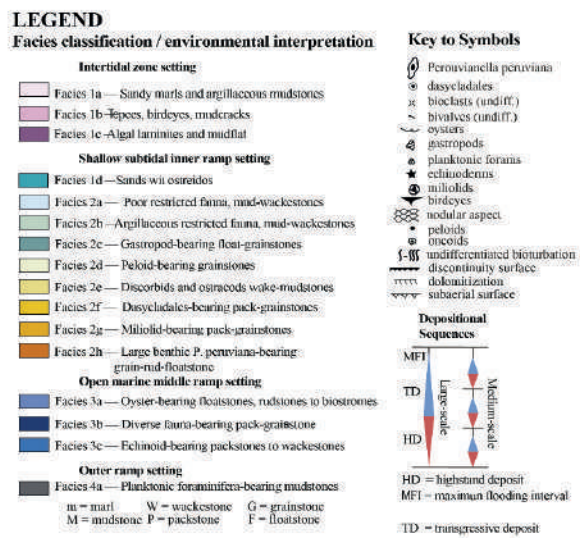 LEGEND
Facies classification / environmental interpretation
Intertidal zone setting
Facies 1a — Sandy marls and argillaceous mudstones
Facies 1b -Tepees, birdeyes, mudcracks
Facies 1c -Algal laminites and mudflat
Shallow subtidal inner ramp setting
Facies 1d —Sands wit ostreidos
Facies 2a — Poor restricted fauna, mud-wackestones
Facies 2b —Argillaceous restricted fauna, mud-wackestones
Facies 2c —Gastropod-bearing float-grainstones
Facies 2d —Peloid-bearing grainstones
Facies 2e —Discorbids and ostracods wake-mudstones
Facies 2f —Dasycladales-bearing pack-grainstones
Facies 2g —Miliolid-bearing pack-grainstones
Facies 2h —Large benthic P. peruviana-bearing
grain-rud-floatstone
Open marine middle ramp setting
Facies 3a —Oyster-bearing floatstones, rudstones to biostromes
Facies 3b —Diverse fauna-bearing pack-grainstone
Facies 3c —Echinoid-bearing packstones to wackestones
Outer ramp setting
Facies 4a —Planktonic foraminifera-bearing mudstones
m = marl W = wackestone G = grainstone
M = mudstone P = packstone F = floatstone
Key to Symbols
Perouvianella peruviana
dasycladales
bioclasts (undiff.)
bivalves (undiff.)
oysters
gastropods
planktonic forams
echinoderms
miliolids
birdeyes
nodular aspect
peloids
oncoids
undifferentiated bioturbation
discontinuity surface
dolomitization
subaerial surface
Depositional
Sequences
MFI
TD
HD
Large-scale
Medium-scale
HD = highstand deposit
MFI = maximun flooding interval
TD = transgressive deposit